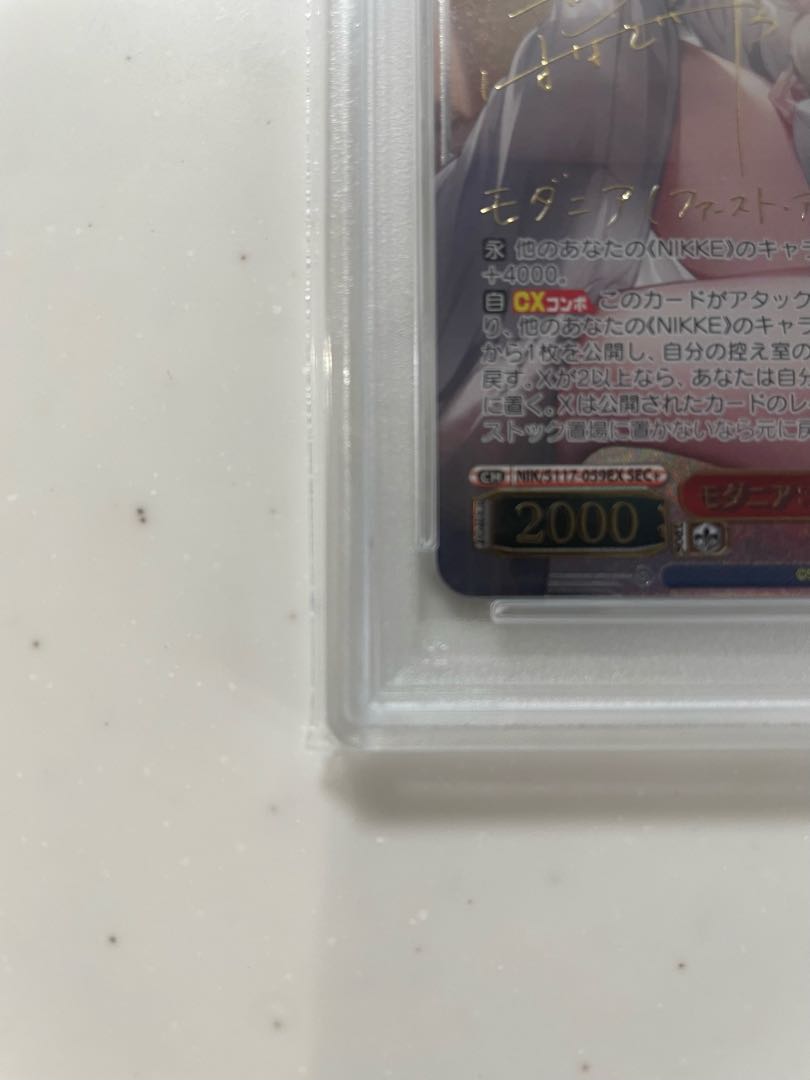 モダニア(ファースト・ア
永 他のあなたの《NIKKE》のキャラ
+4000。
自 CXコンボ このカードがアタック
り、他のあなたの《NIKKE》のキャラ
から1枚を公開し、自分の控え室の
戻す。Xが2以上なら、あなたは自分
に置く。Xは公開されたカードのレ
ストック置場に置かないなら元に戻
CH NIK/S117-059EX SEC+
モダニア・
2000